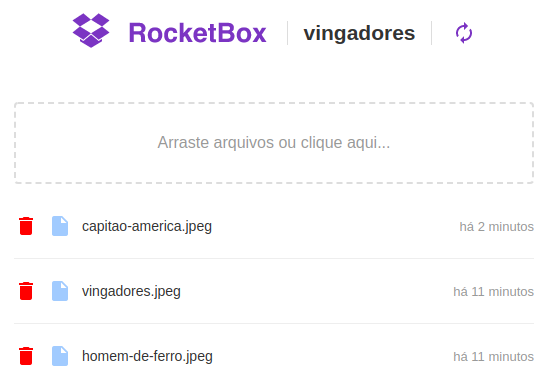 RocketBox vingadores
Arraste arquivos ou clique aqui...
capitao-america.jpeg há 2 minutos
vingadores.jpeg há 11 minutos
homem-de-ferro.jpeg há 11 minutos